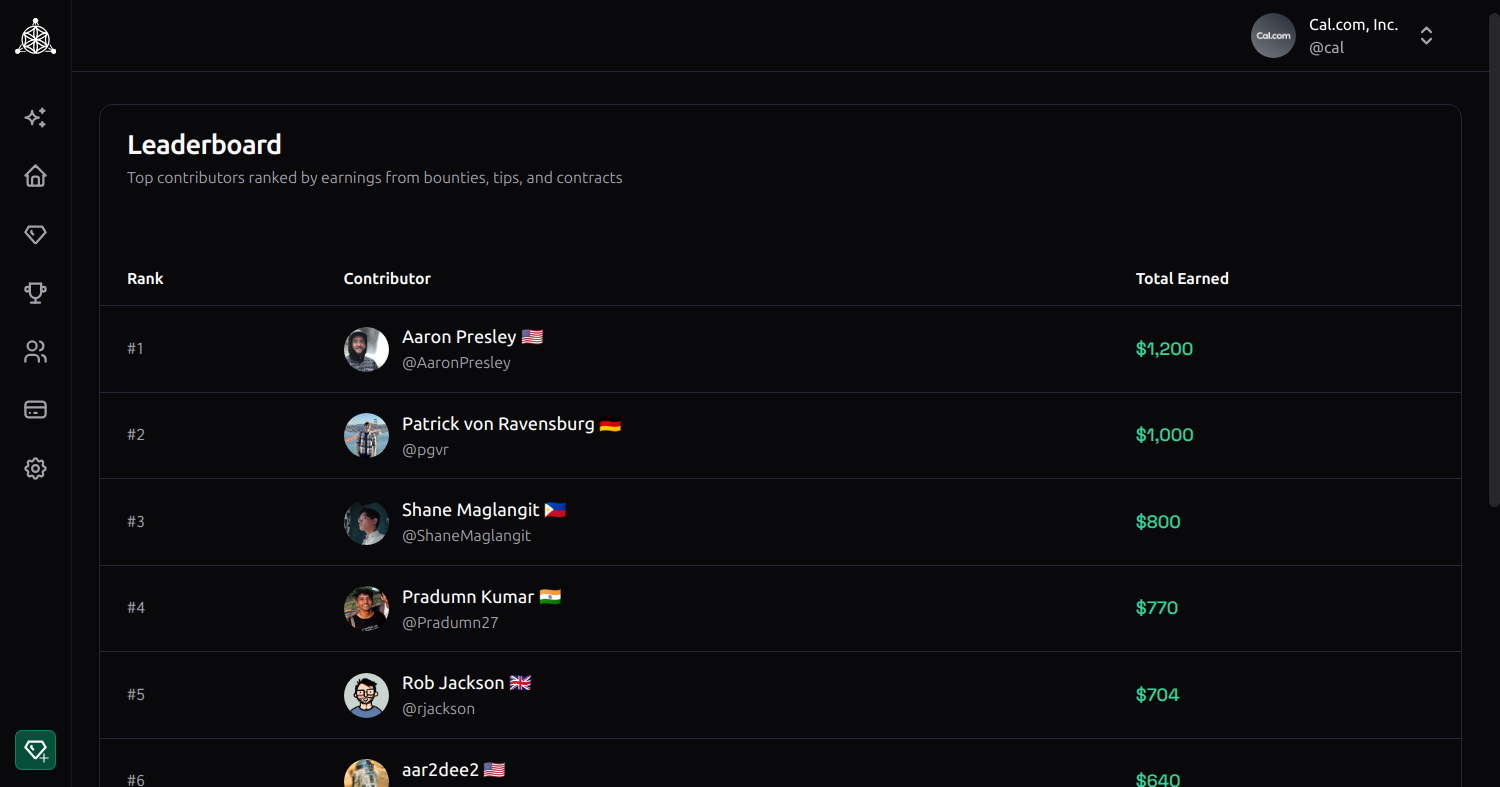 Cal.com
Cal.com, Inc.
@cal
Leaderboard
Top contributors ranked by earnings from bounties, tips, and contracts
Rank Contributor Total Earned
#1 Aaron Presley 🇺🇸 $1,200
@AaronPresley
#2 Patrick von Ravensburg 🇩🇪 $1,000
@pgvr
#3 Shane Maglangit 🇵🇭 $800
@ShaneMaglangit
#4 Pradumn Kumar 🇮🇳 $770
@Pradumn27
#5 Rob Jackson 🇬🇧 $704
@rjackson
#6 aar2dee2 🇺🇸 $640